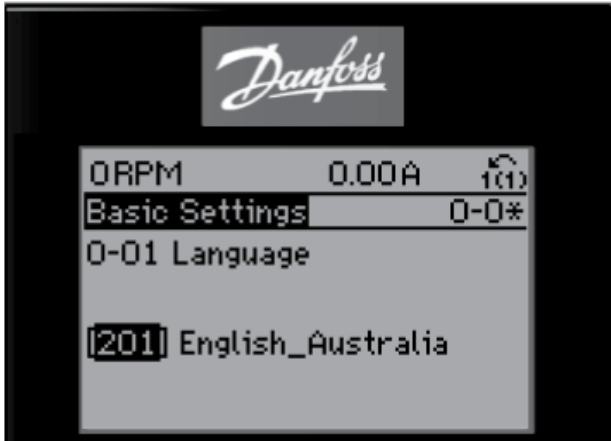 Danfoss
0RPM 0.00A 1(1)
Basic Settings 0-0*
0-01 Language
[201] English_Australia